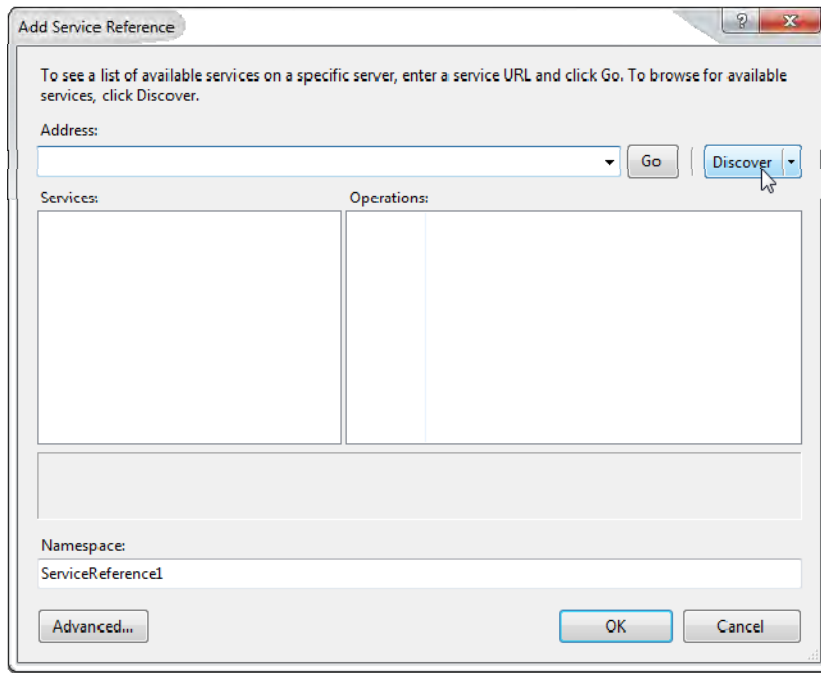 Add Service Reference
?
To see a list of available services on a specific server, enter a service URL and click Go. To browse for available
services, click Discover.
Address:
Go
Discover
Services:
Operations:
Namespace:
ServiceReference1
Advanced...
OK
Cancel